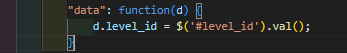 "data": function(d) {
d.level_id = $('#level_id').val();
}